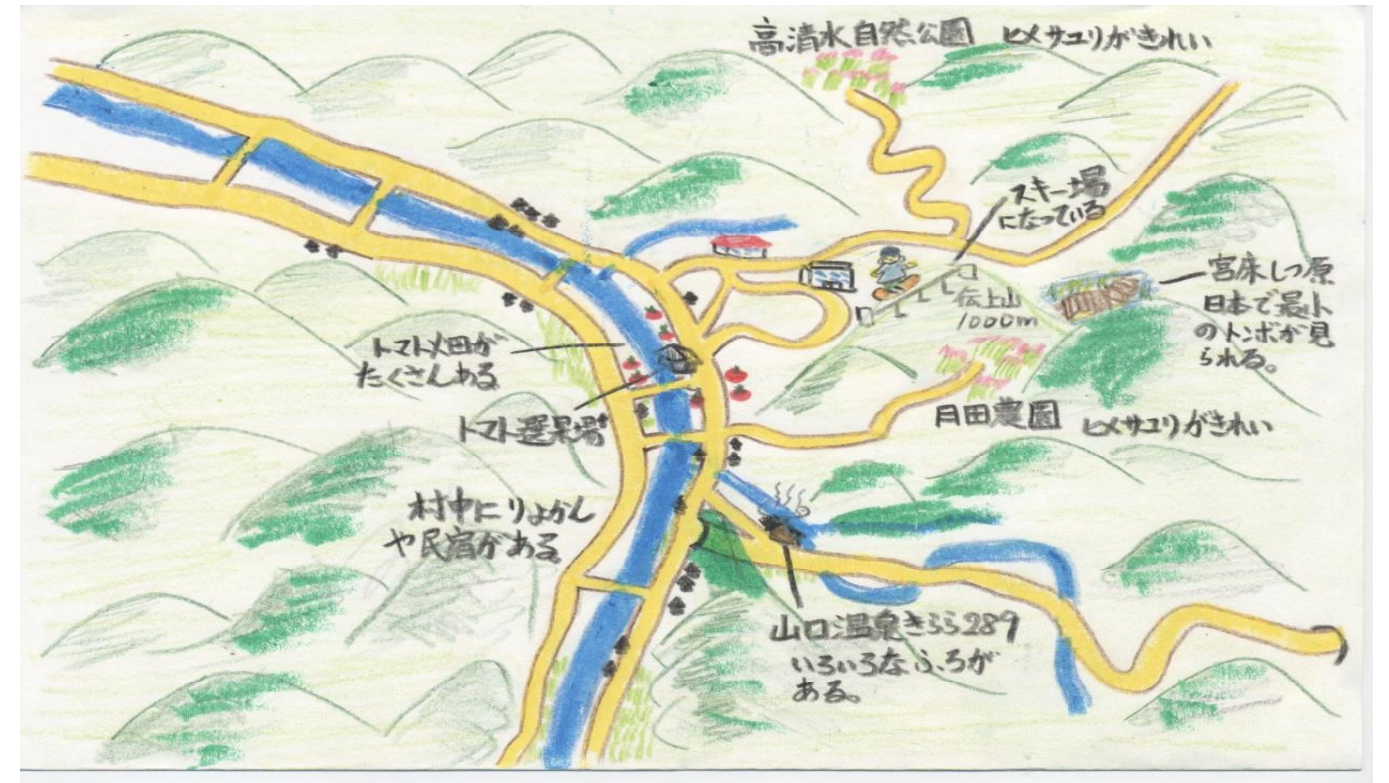 高清水自然公園 ヒメサユリがきれい
スキー場
になっている
宮床しつ原
日本で最小
のトンボが見
られる。
伝上山
1000m
トマト畑が
たくさんある
トマト選果場
月田農園 ヒメサユリがきれい
村中にりょかん
や民宿がある
山口温泉きらら289
いろいろなふろが
ある。